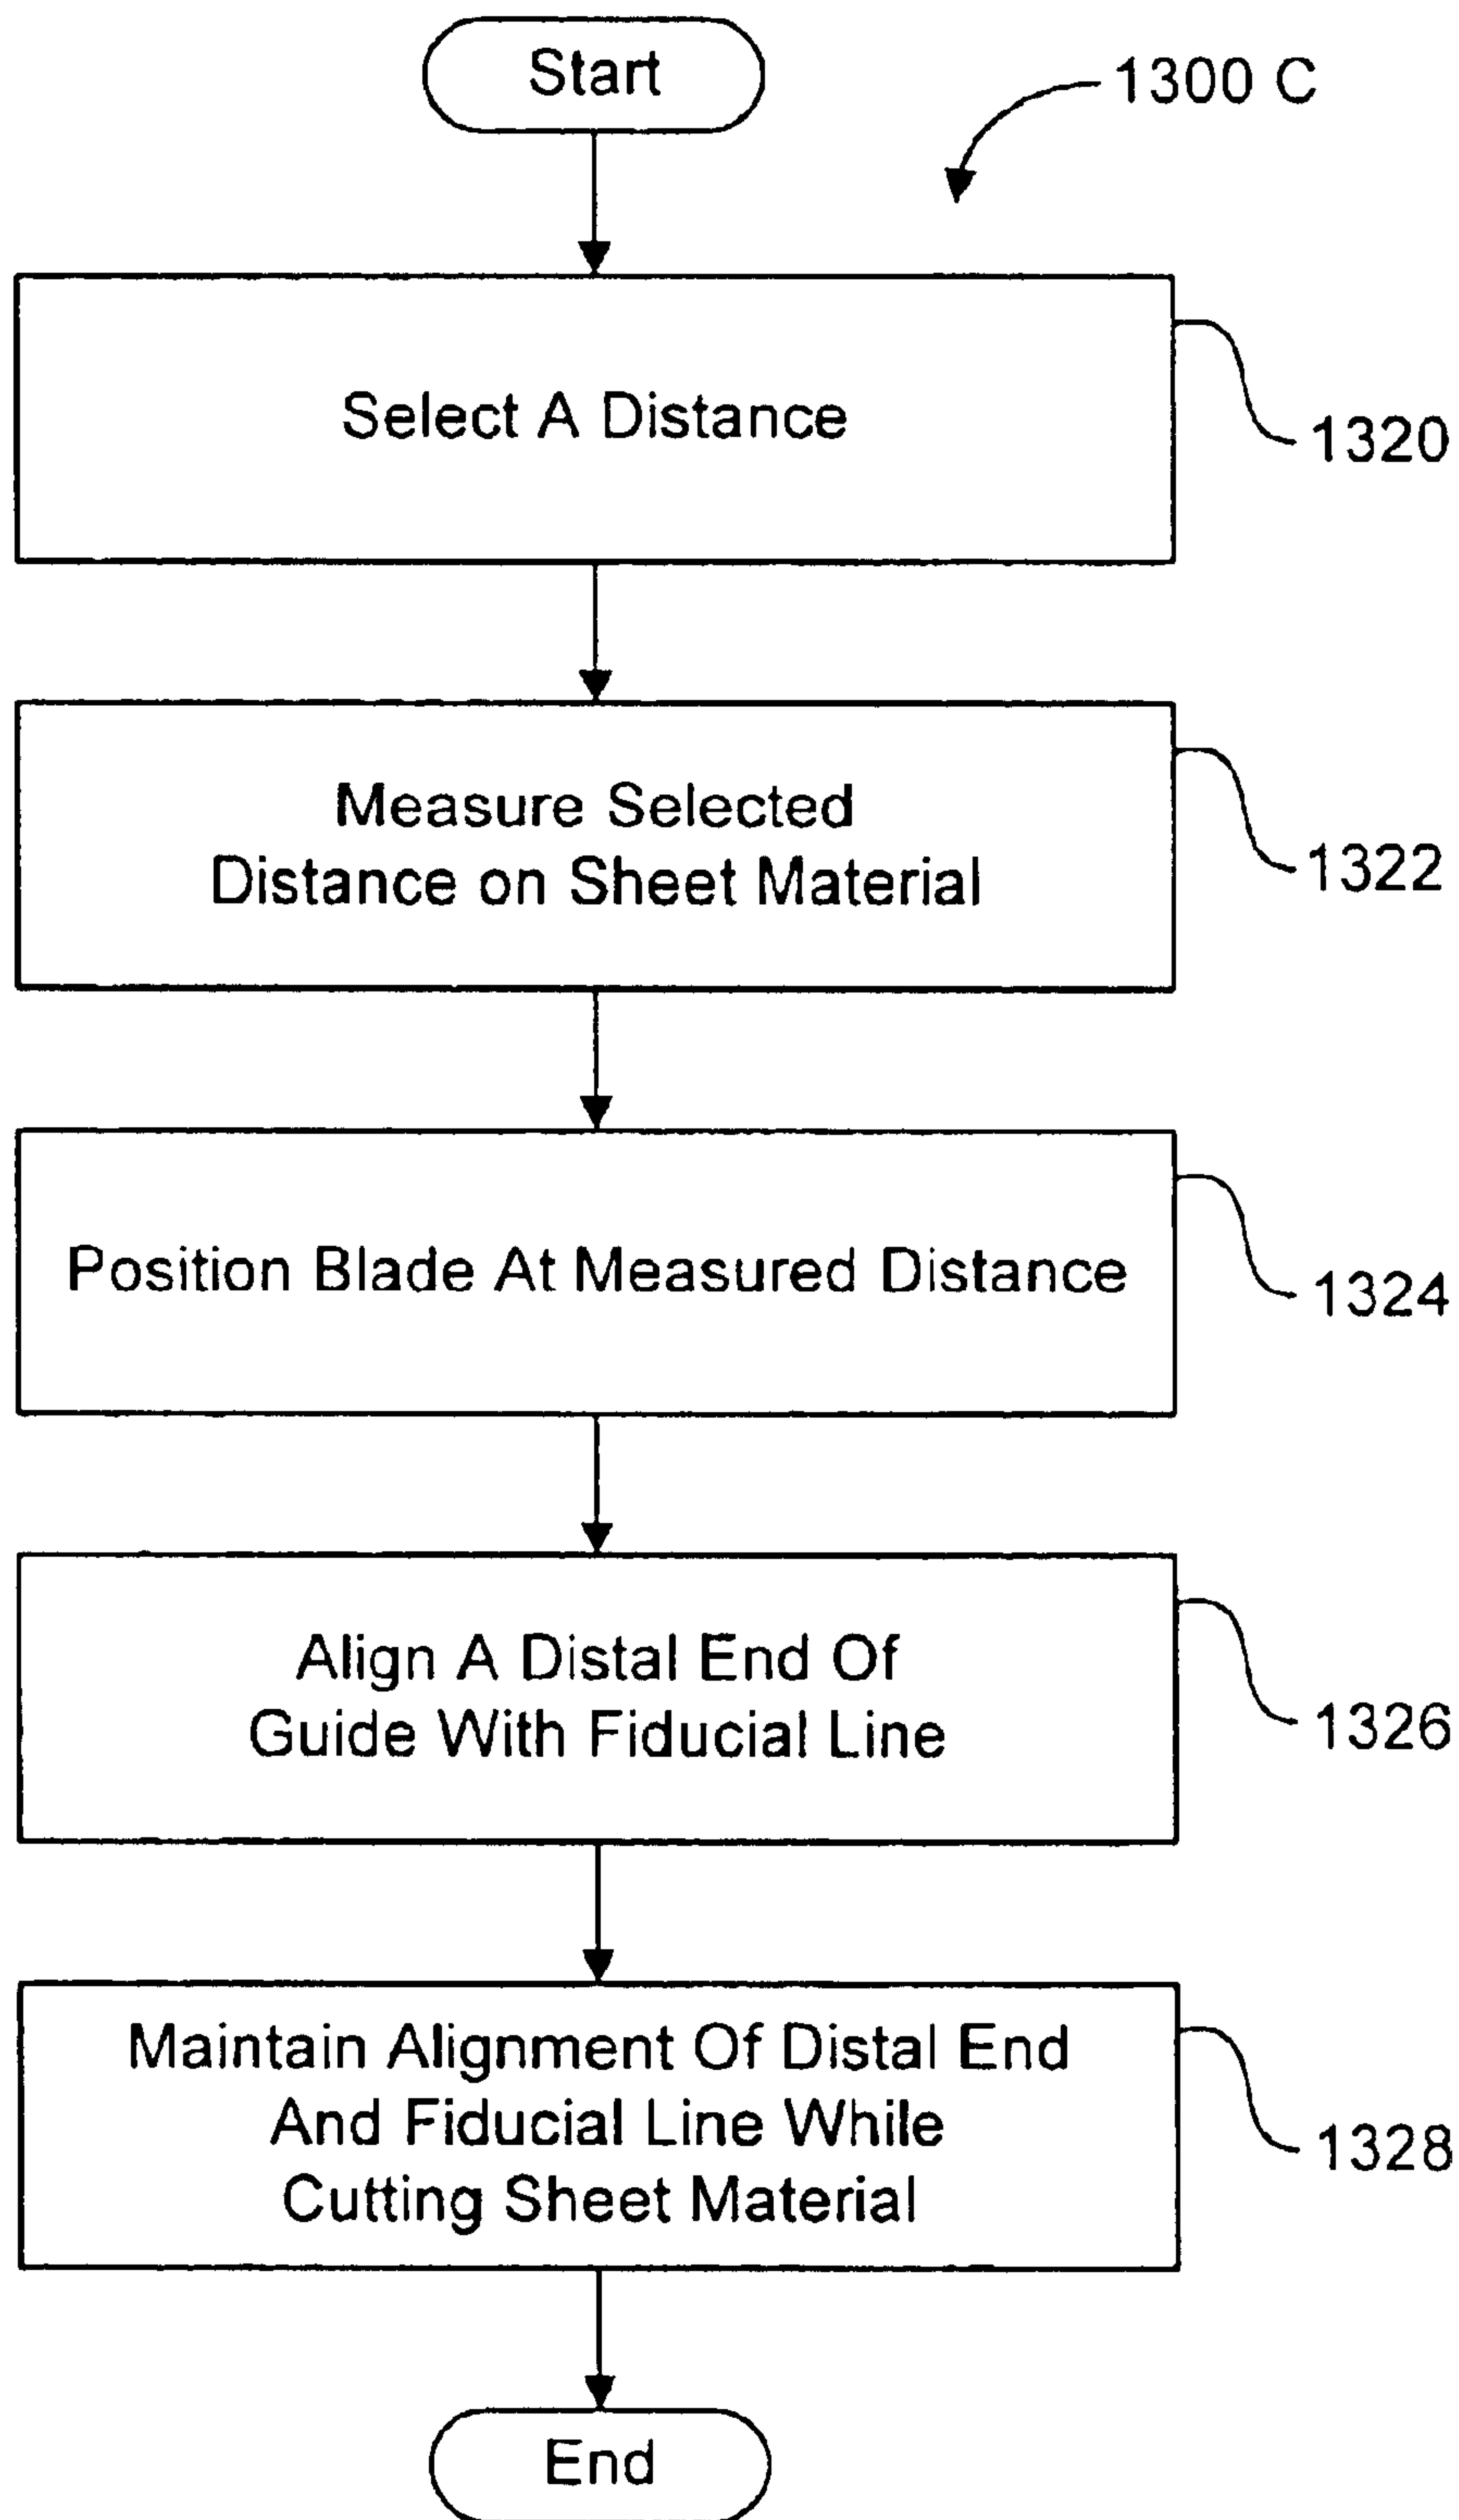 Start
1300 C
Select A Distance
1320
Measure Selected
Distance on Sheet Material
1322
Position Blade At Measured Distance
1324
Align A Distal End Of
Guide With Fiducial Line
1326
Maintain Alignment Of Distal End
And Fiducial Line While
Cutting Sheet Material
1328
End